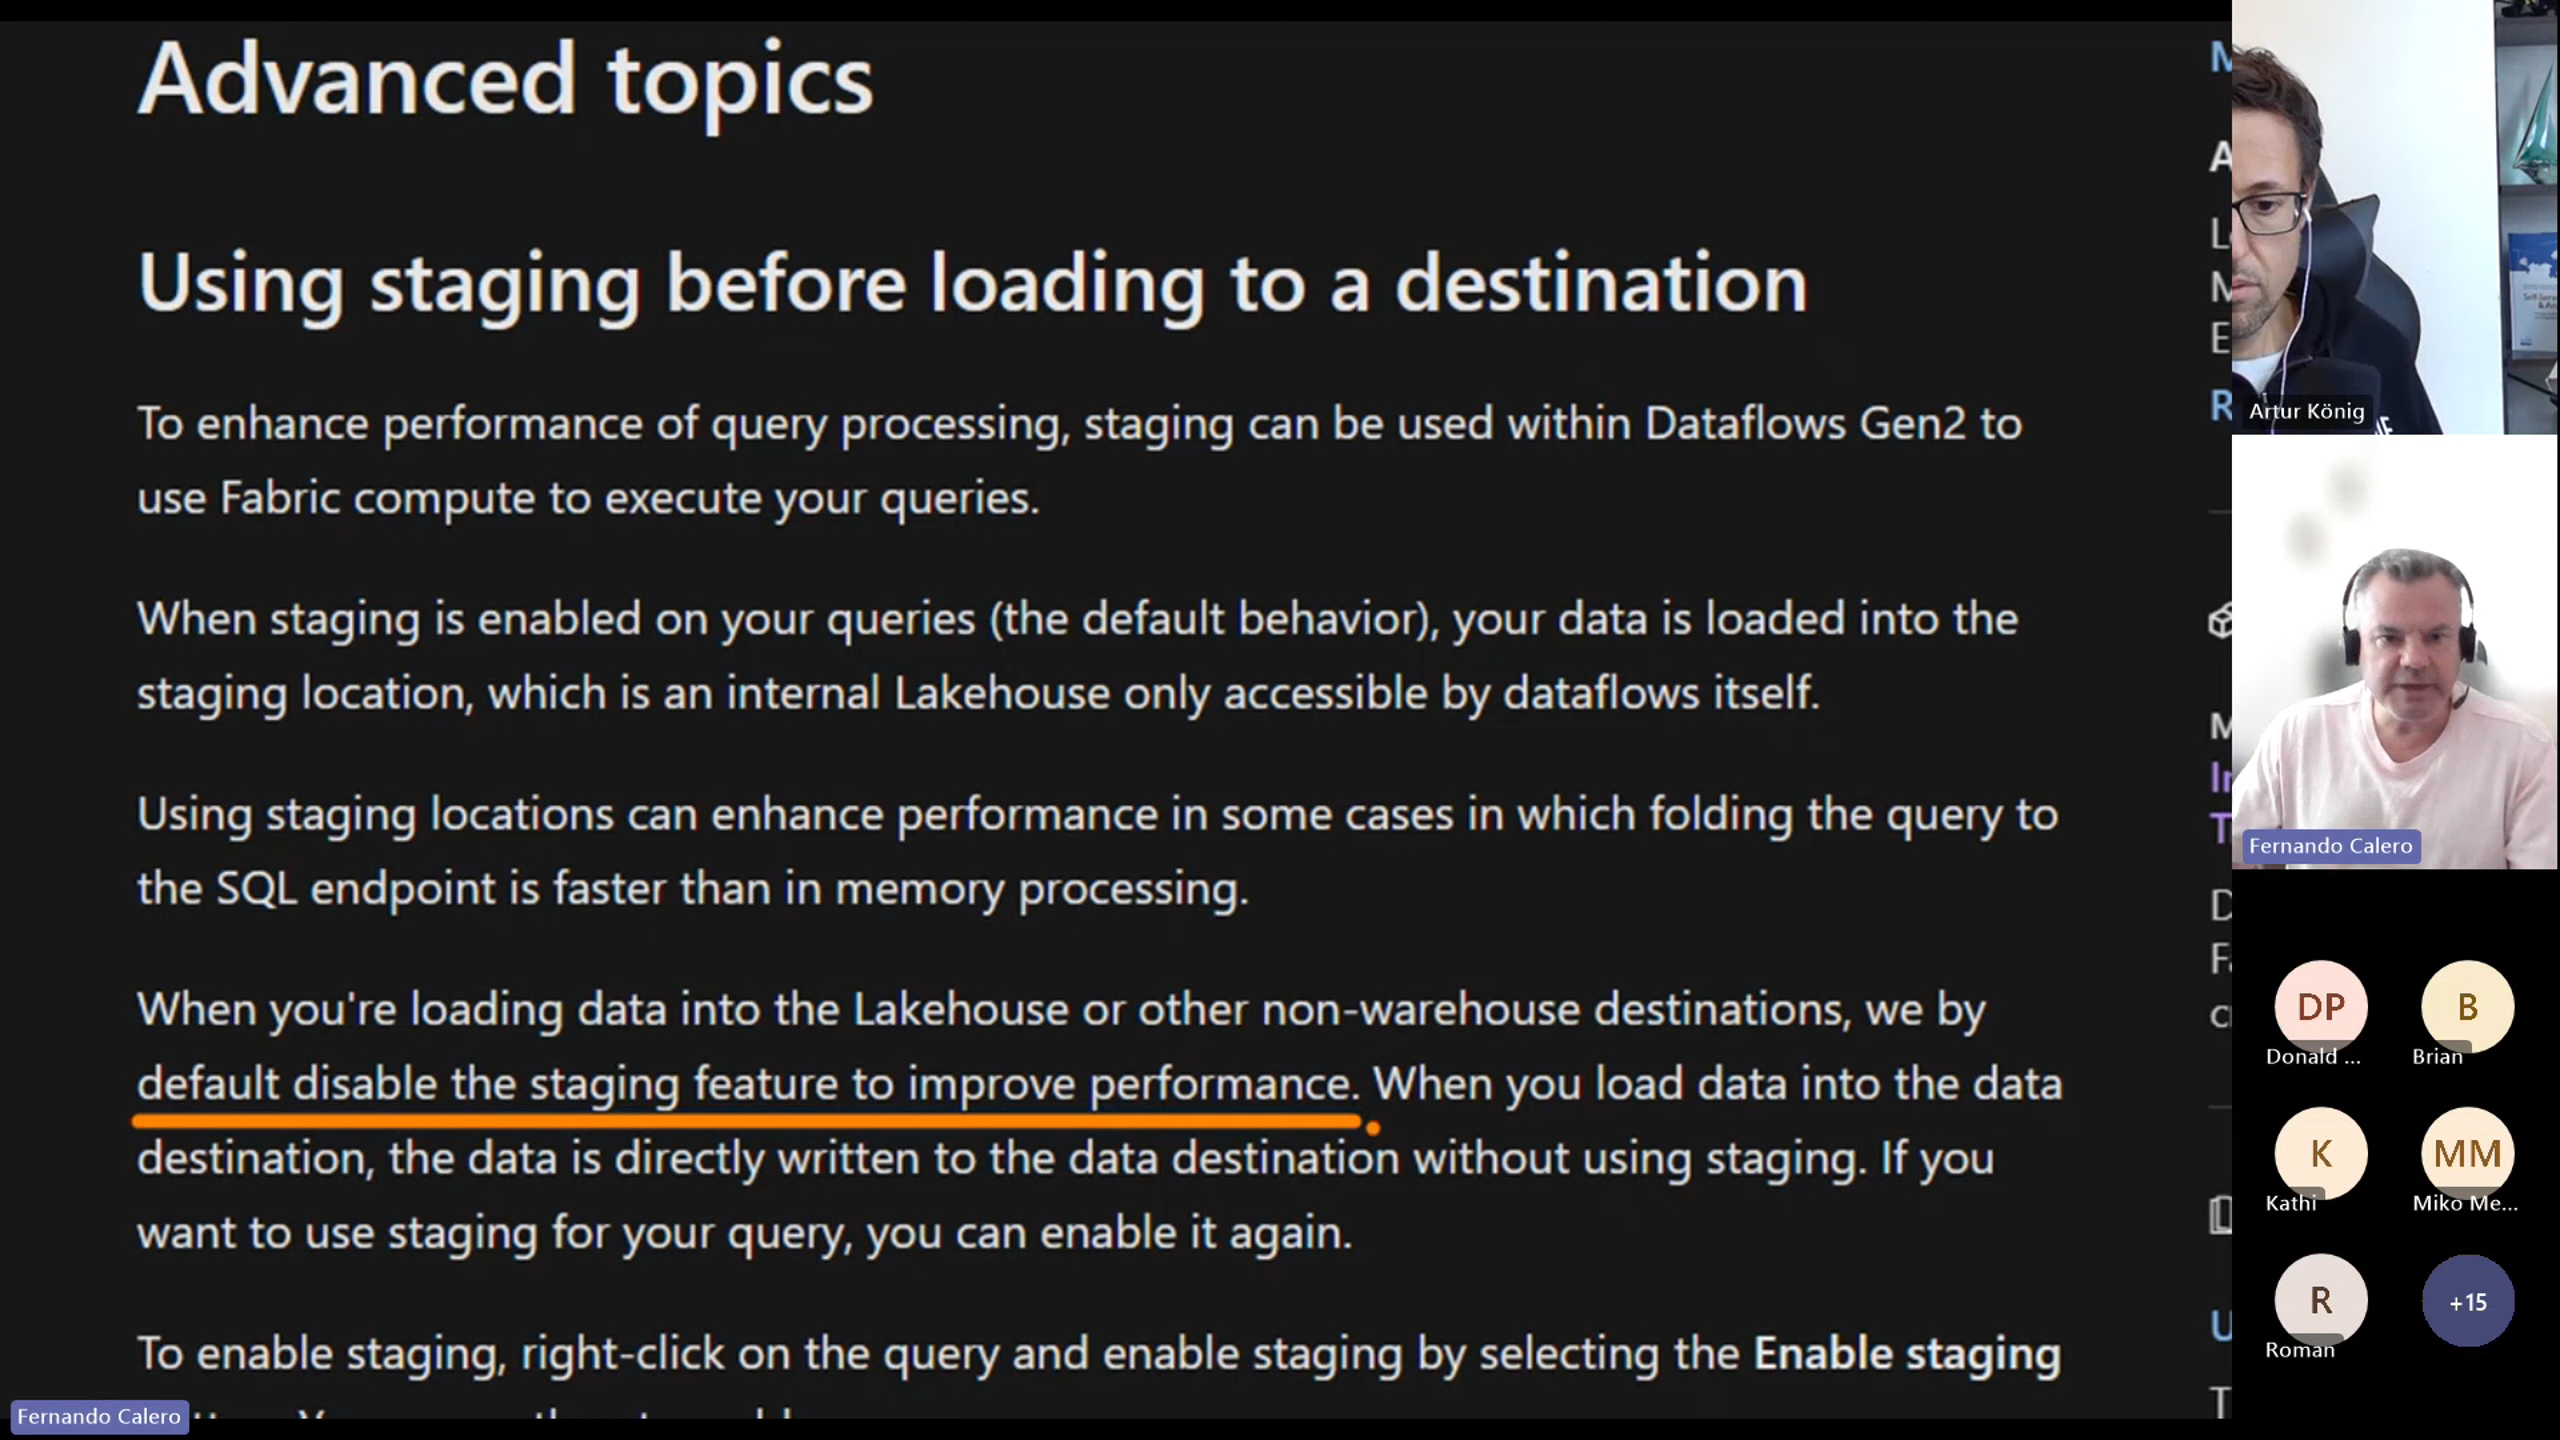 Advanced topics
Using staging before loading to a destination
To enhance performance of query processing, staging can be used within Dataflows Gen2 to
use Fabric compute to execute your queries.
When staging is enabled on your queries (the default behavior), your data is loaded into the
staging location, which is an internal Lakehouse only accessible by dataflows itself.
Using staging locations can enhance performance in some cases in which folding the query to
the SQL endpoint is faster than in memory processing.
When you're loading data into the Lakehouse or other non-warehouse destinations, we by
default disable the staging feature to improve performance. When you load data into the data
destination, the data is directly written to the data destination without using staging. If you
want to use staging for your query, you can enable it again.
To enable staging, right-click on the query and enable staging by selecting the Enable staging
Fernando Calero
Artur König
Fernando Calero
DP
Donald ...
B
Brian
K
Kathi
MM
Miko Me...
R
Roman
+15